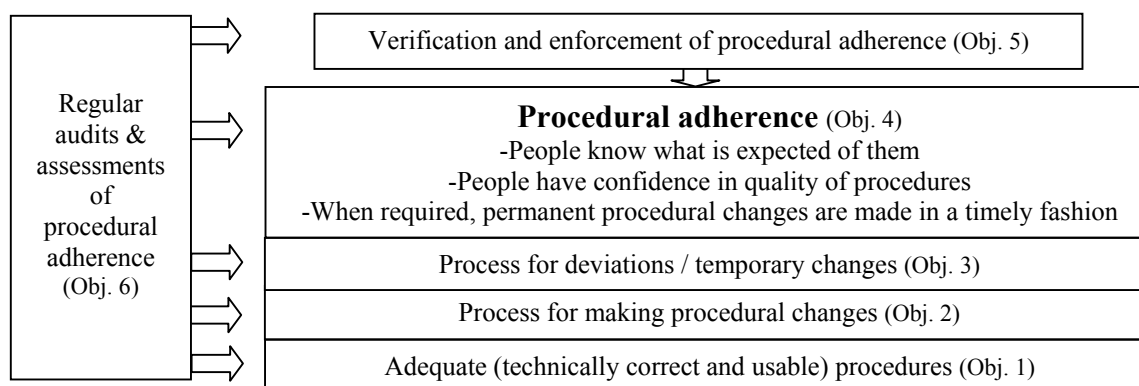 Regular
audits &
assessments
of
procedural
adherence
(Obj. 6)
Verification and enforcement of procedural adherence (Obj. 5)
Procedural adherence (Obj. 4)
-People know what is expected of them
-People have confidence in quality of procedures
-When required, permanent procedural changes are made in a timely fashion
Process for deviations / temporary changes (Obj. 3)
Process for making procedural changes (Obj. 2)
Adequate (technically correct and usable) procedures (Obj. 1)